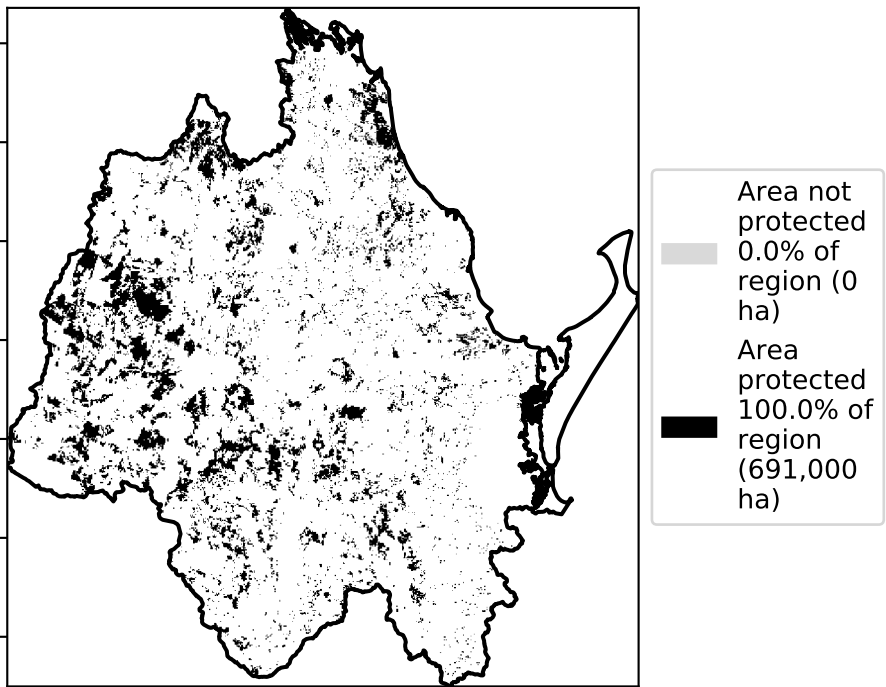 Area not
protected
0.0% of
region (0
ha)
Area
protected
100.0% of
region
(691,000
ha)